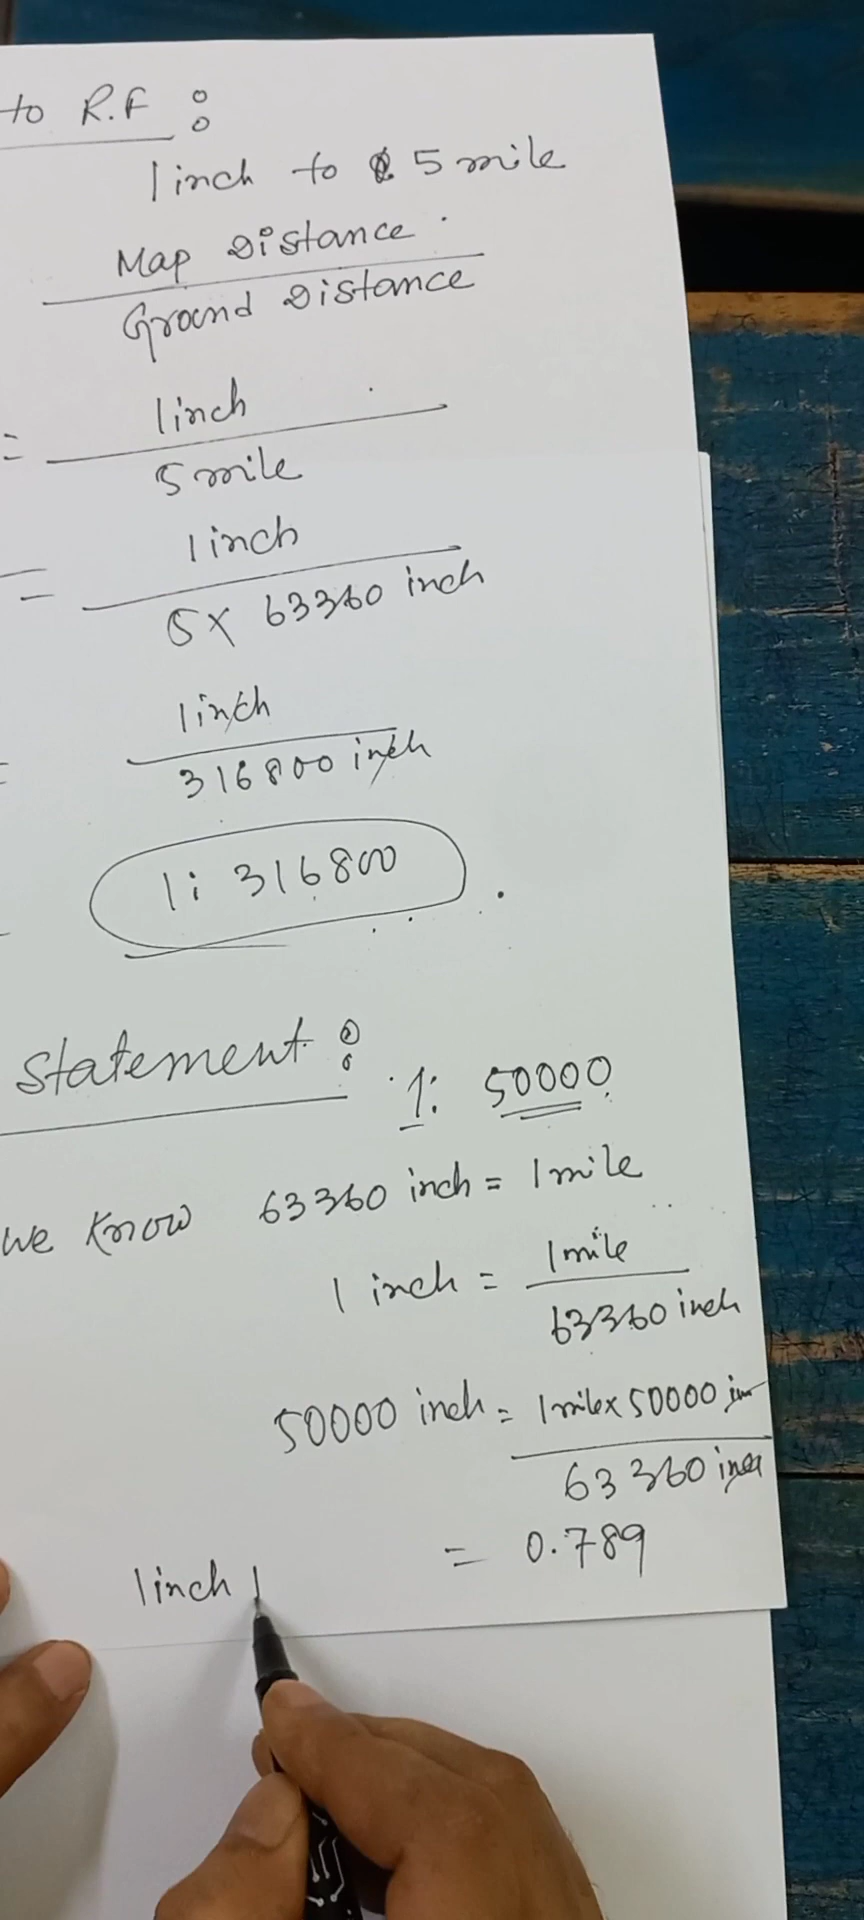 to R.F :
1 inch to 5 mile
Map Distance
Ground Distance
= 1 inch
5 mile
= 1 inch
5 x 63360 inch
= 1 inch
316800 inch
1: 316800
Statement :
1: 50000
We Know 63360 inch = 1 mile
1 inch = 1 mile
63360 inch
50000 inch = 1 mile x 50000 in
63360 inch
= 0.789
1 inch